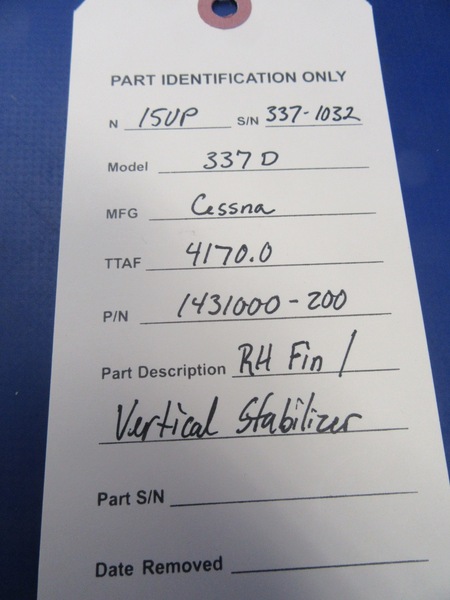 PART IDENTIFICATION ONLY
N 15UP S/N 337-1032
Model 337D
MFG Cessna
TTAF 4170.0
P/N 1431000-200
Part Description RH Fin /
Vertical Stabilizer
Part S/N
Date Removed